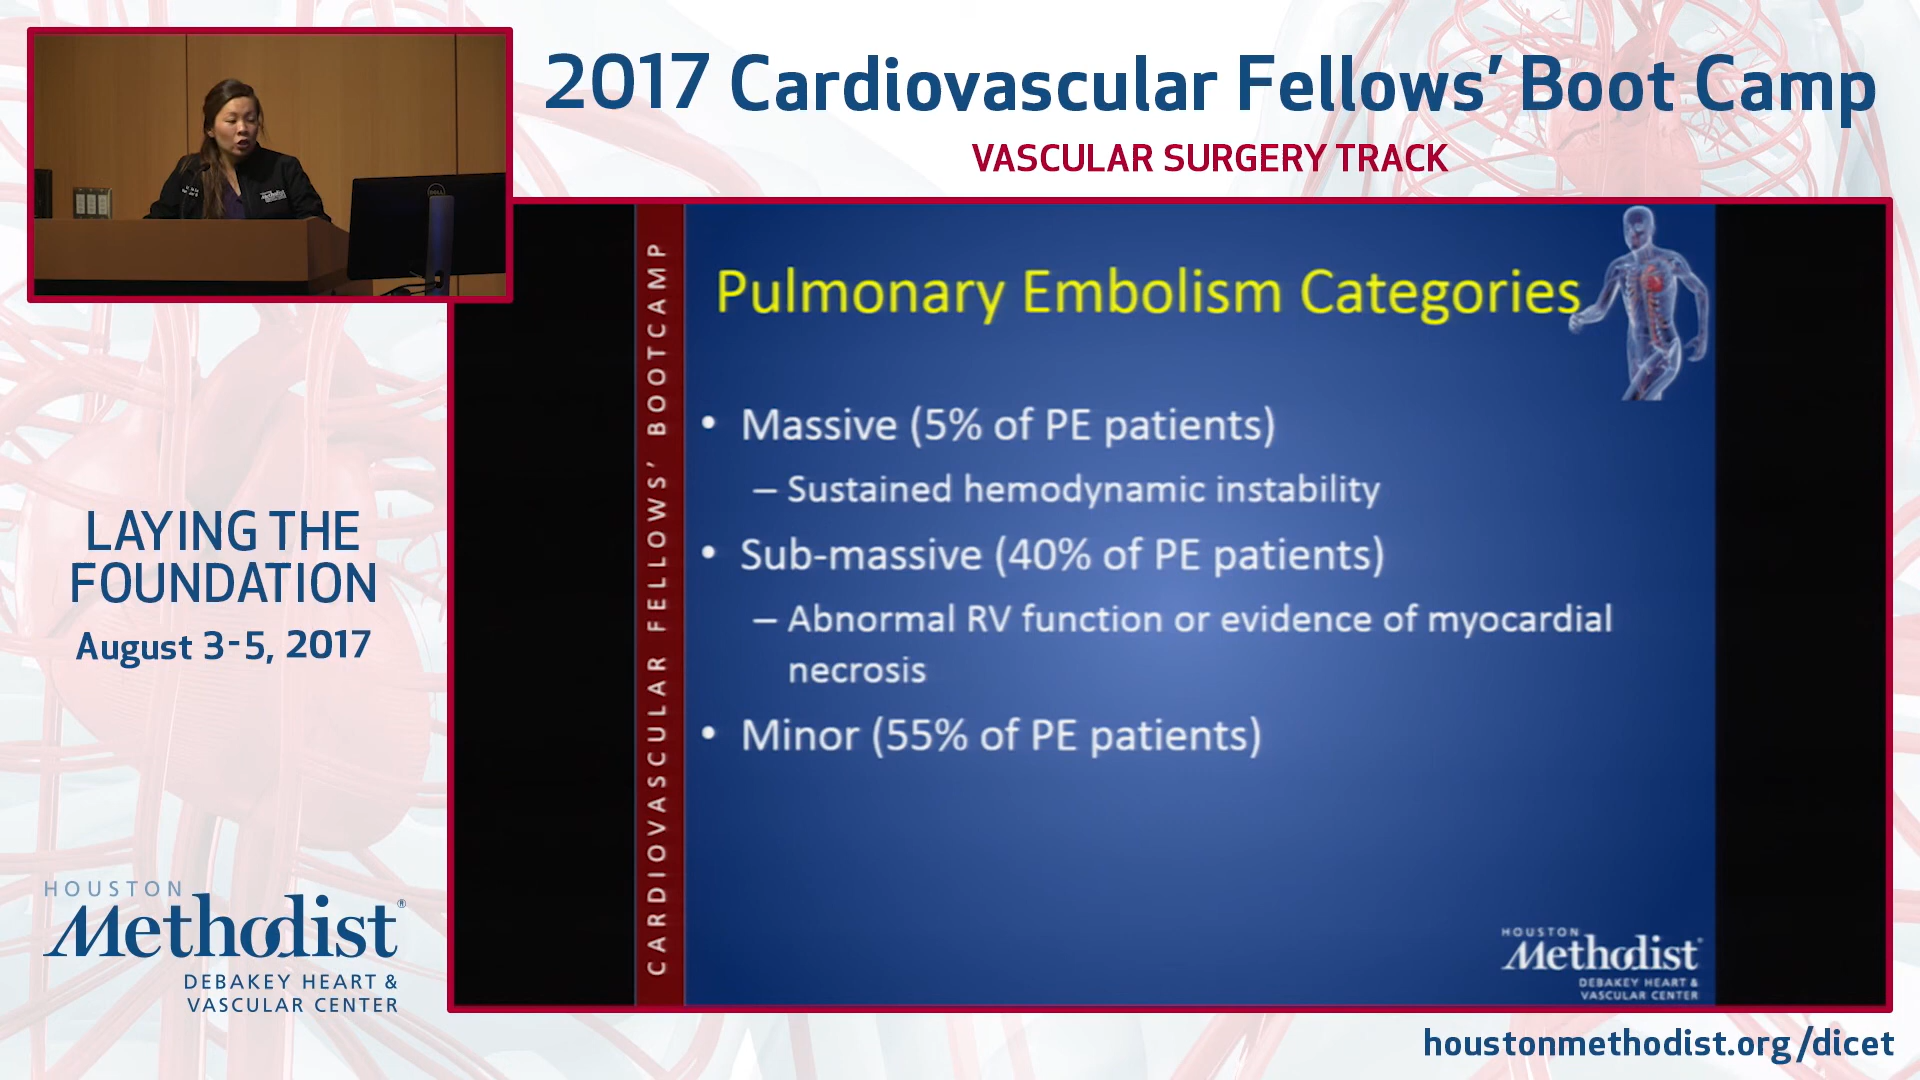 2017 Cardiovascular Fellows’ Boot Camp
VASCULAR SURGERY TRACK
DELL
CARDIOVASCULAR FELLOWS’ BOOTCAMP
Pulmonary Embolism Categories
• Massive (5% of PE patients)
– Sustained hemodynamic instability
• Sub-massive (40% of PE patients)
– Abnormal RV function or evidence of myocardial
necrosis
• Minor (55% of PE patients)
HOUSTON
Methodist
DEBAKEY HEART &
VASCULAR CENTER
LAYING THE
FOUNDATION
August 3-5, 2017
HOUSTON
Methodist®
DEBAKEY HEART &
VASCULAR CENTER
houstonmethodist.org/dicet